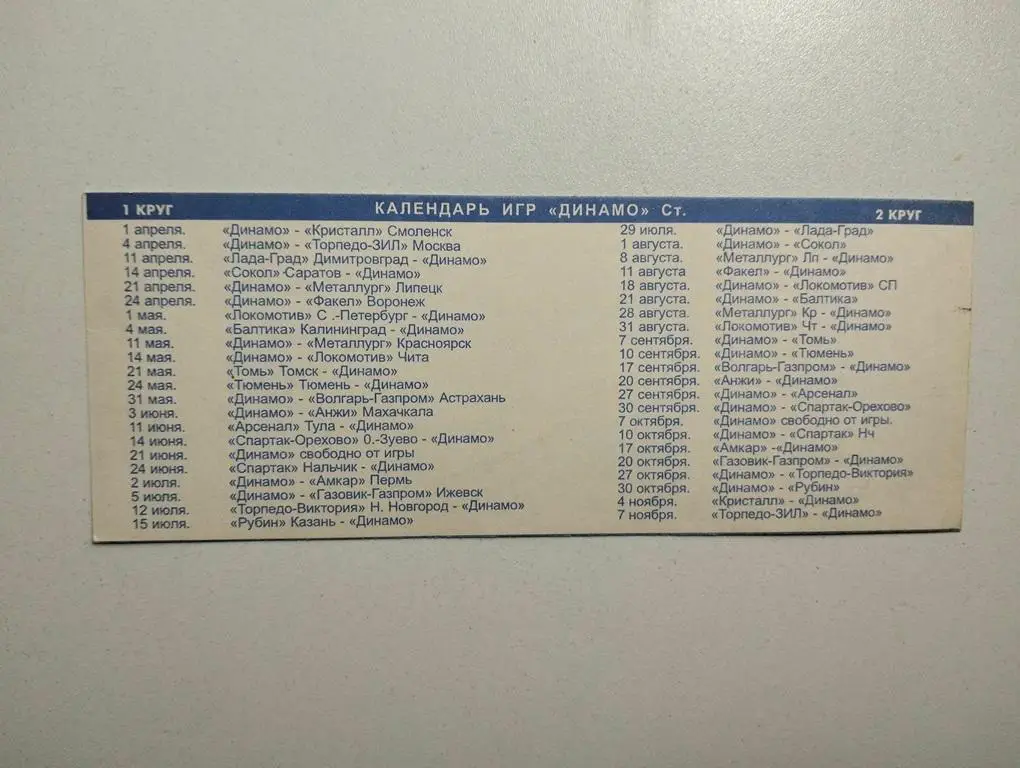 1 КРУГ КАЛЕНДАРЬ ИГР «ДИНАМО» Ст. 2 КРУГ
1 апреля. «Динамо» - «Кристалл» Смоленск
4 апреля. «Динамо» - «Торпедо-ЗИЛ» Москва
11 апреля. «Лада-Град» Димитровград - «Динамо»
14 апреля. «Сокол» Саратов - «Динамо»
21 апреля. «Динамо» - «Металлург» Липецк
24 апреля. «Динамо» - «Факел» Воронеж
1 мая. «Локомотив» С .-Петербург - «Динамо»
4 мая. «Балтика» Калининград - «Динамо»
11 мая. «Динамо» - «Металлург» Красноярск
14 мая. «Динамо» - «Локомотив» Чита
21 мая. «Томь» Томск - «Динамо»
24 мая. «Тюмень» Тюмень - «Динамо»
31 мая. «Динамо» - «Волгарь-Газпром» Астрахань
3 июня. «Динамо» - «Анжи» Махачкала
11 июня. «Арсенал» Тула - «Динамо»
14 июня. «Спартак-Орехово» О.-Зуево - «Динамо»
21 июня. «Динамо» свободно от игры
24 июня. «Спартак» Нальчик - «Динамо»
2 июля. «Динамо» - «Амкар» Пермь
5 июля. «Динамо» - «Газовик-Газпром» Ижевск
12 июля. «Торпедо-Виктория» Н. Новгород - «Динамо»
15 июля. «Рубин» Казань - «Динамо»
29 июля. «Динамо» - «Лада-Град»
1 августа. «Динамо» - «Сокол»
8 августа. «Металлург» Лп - «Динамо»
11 августа «Факел» - «Динамо»
18 августа. «Динамо» - «Локомотив» СП
21 августа. «Динамо» - «Балтика»
28 августа. «Металлург» Кр - «Динамо»
31 августа. «Локомотив» Чт - «Динамо»
7 сентября. «Динамо» - «Томь»
10 сентября. «Динамо» - «Тюмень»
17 сентября. «Волгарь-Газпром» - «Динамо»
20 сентября. «Анжи» - «Динамо»
27 сентября. «Динамо» - «Арсенал»
30 сентября. «Динамо» - «Спартак-Орехово»
7 октября. «Динамо» свободно от игры.
10 октября. «Динамо» - «Спартак» Нч
17 октября. «Амкар» -«Динамо»
20 октября. «Газовик-Газпром» - «Динамо»
27 октября. «Динамо» - «Торпедо-Виктория»
30 октября. «Динамо» - «Рубин»
4 ноября. «Кристалл» - «Динамо»
7 ноября. «Торпедо-ЗИЛ» - «Динамо»